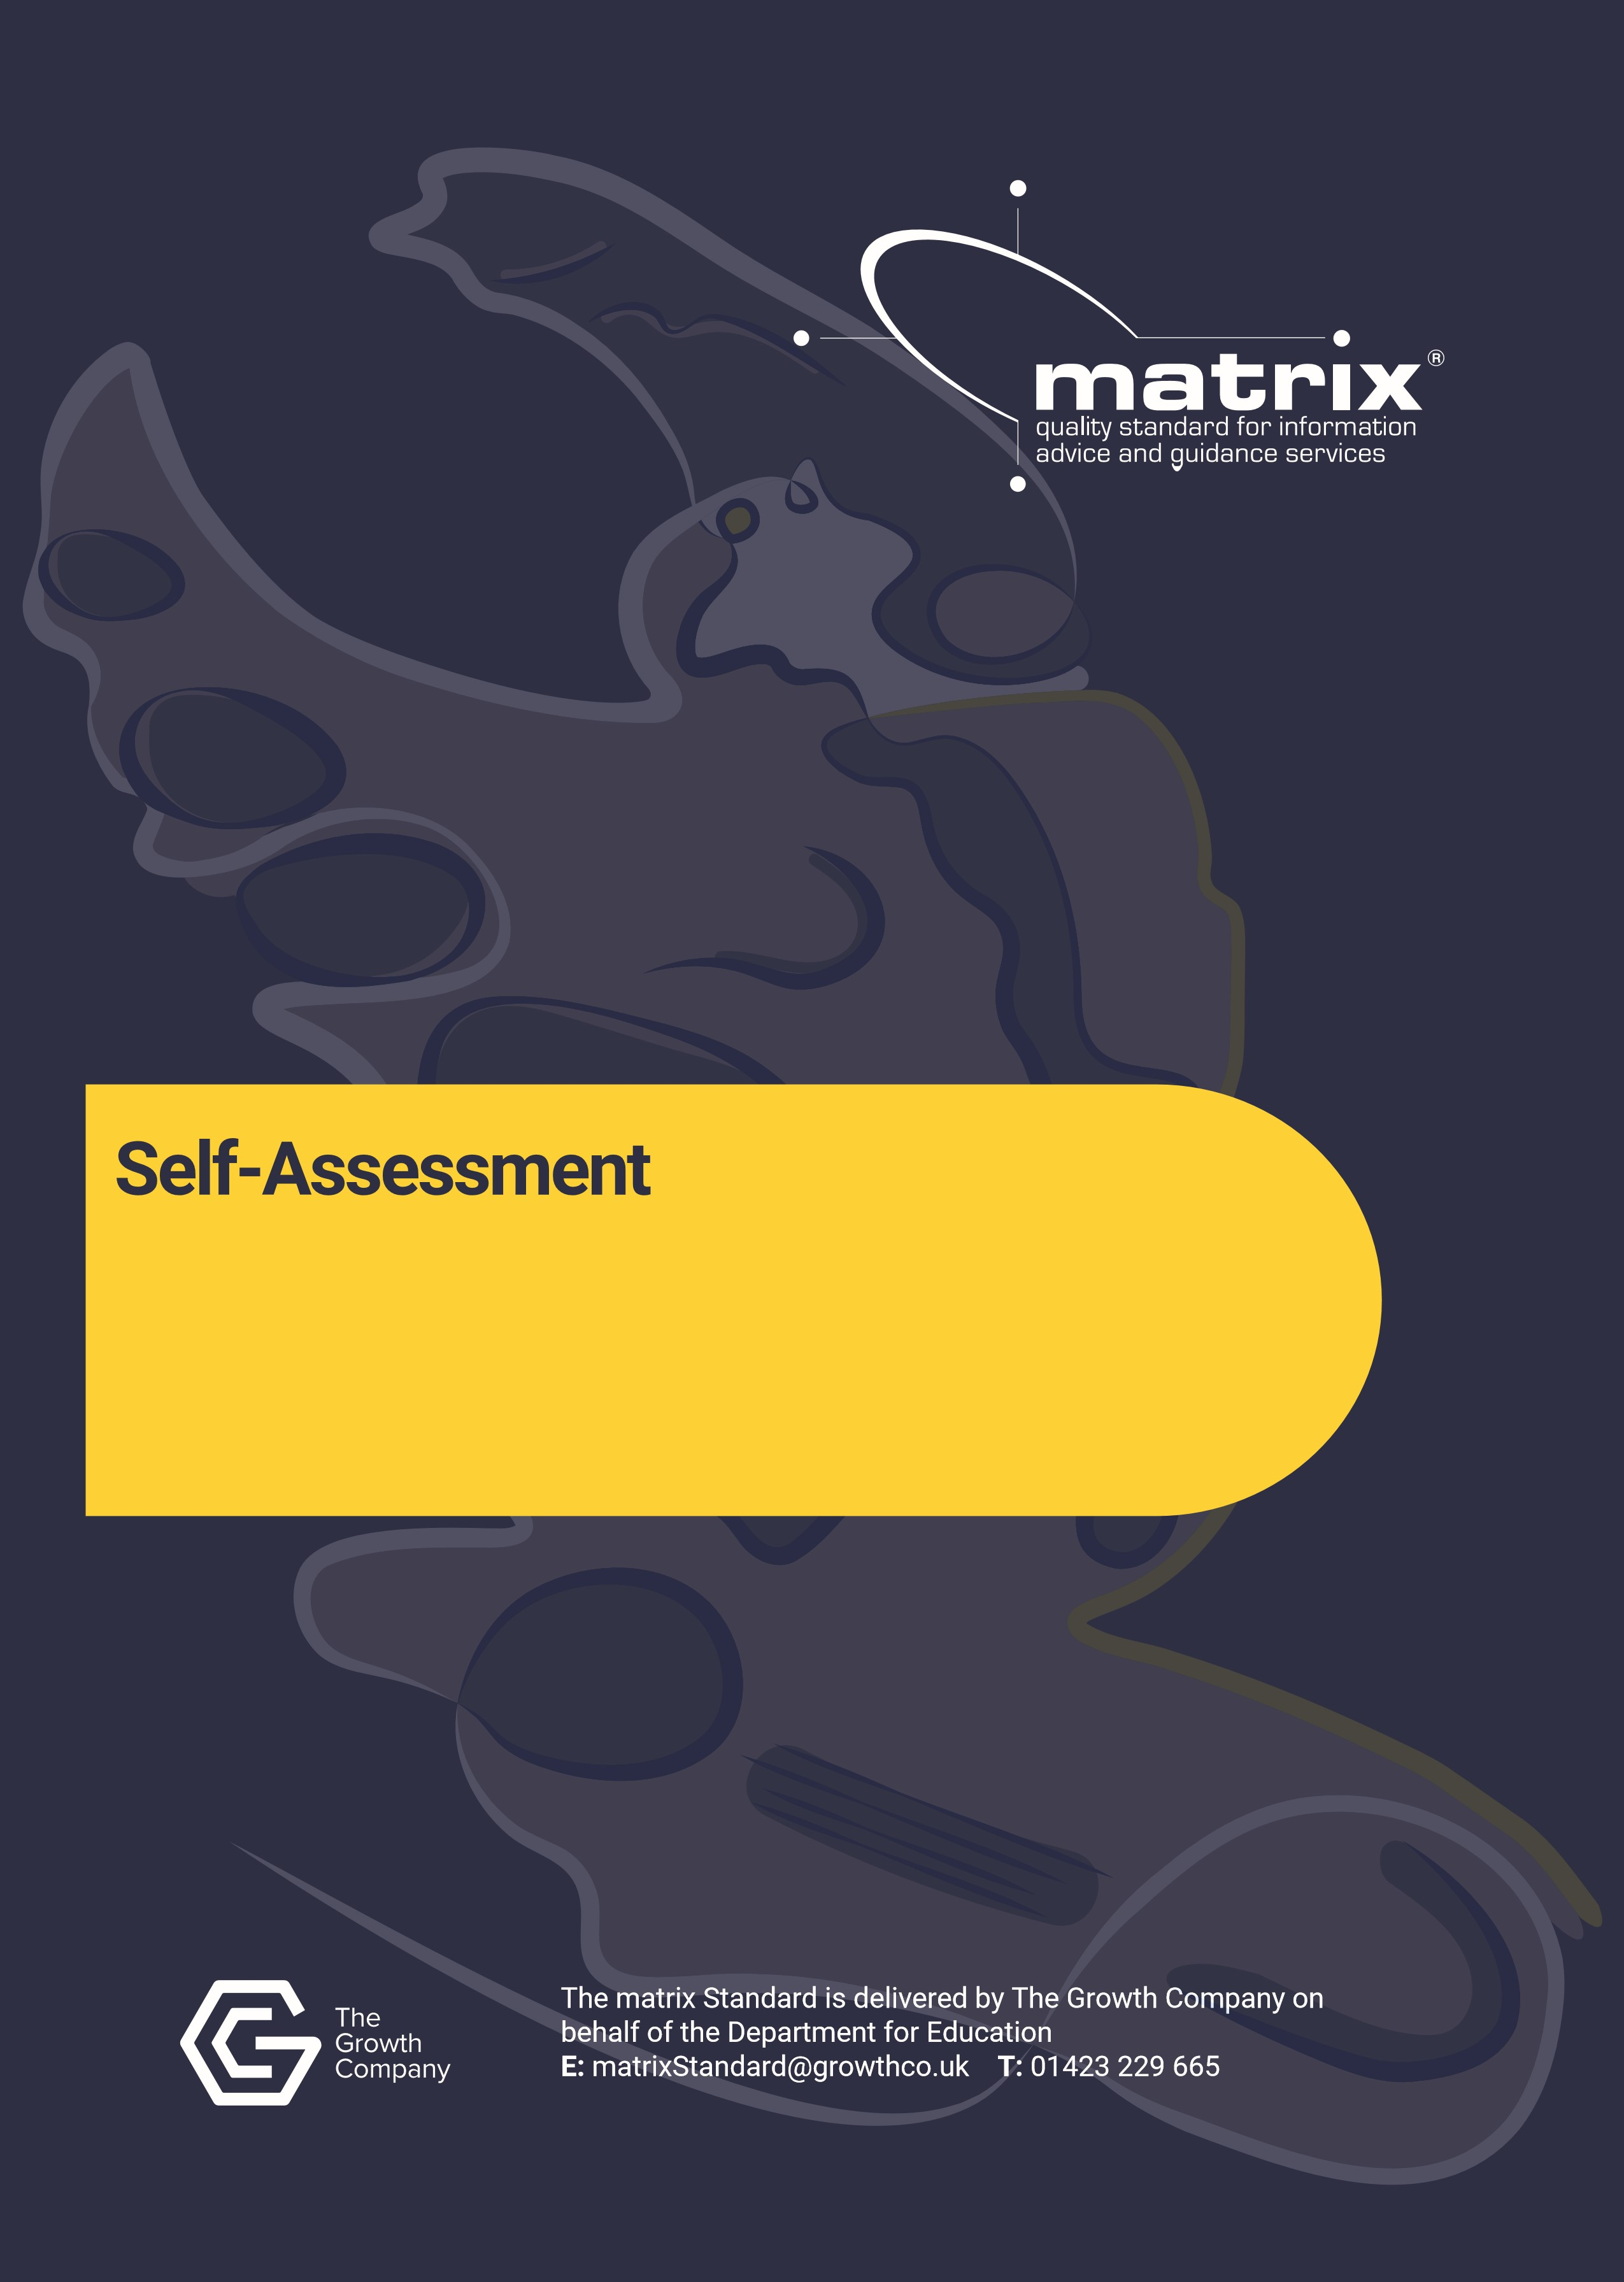 matrix®
quality standard for information
advice and guidance services
Self-Assessment
The
Growth
Company
The matrix Standard is delivered by The Growth Company on
behalf of the Department for Education
E: matrixStandard@growthco.uk T: 01423 229 665